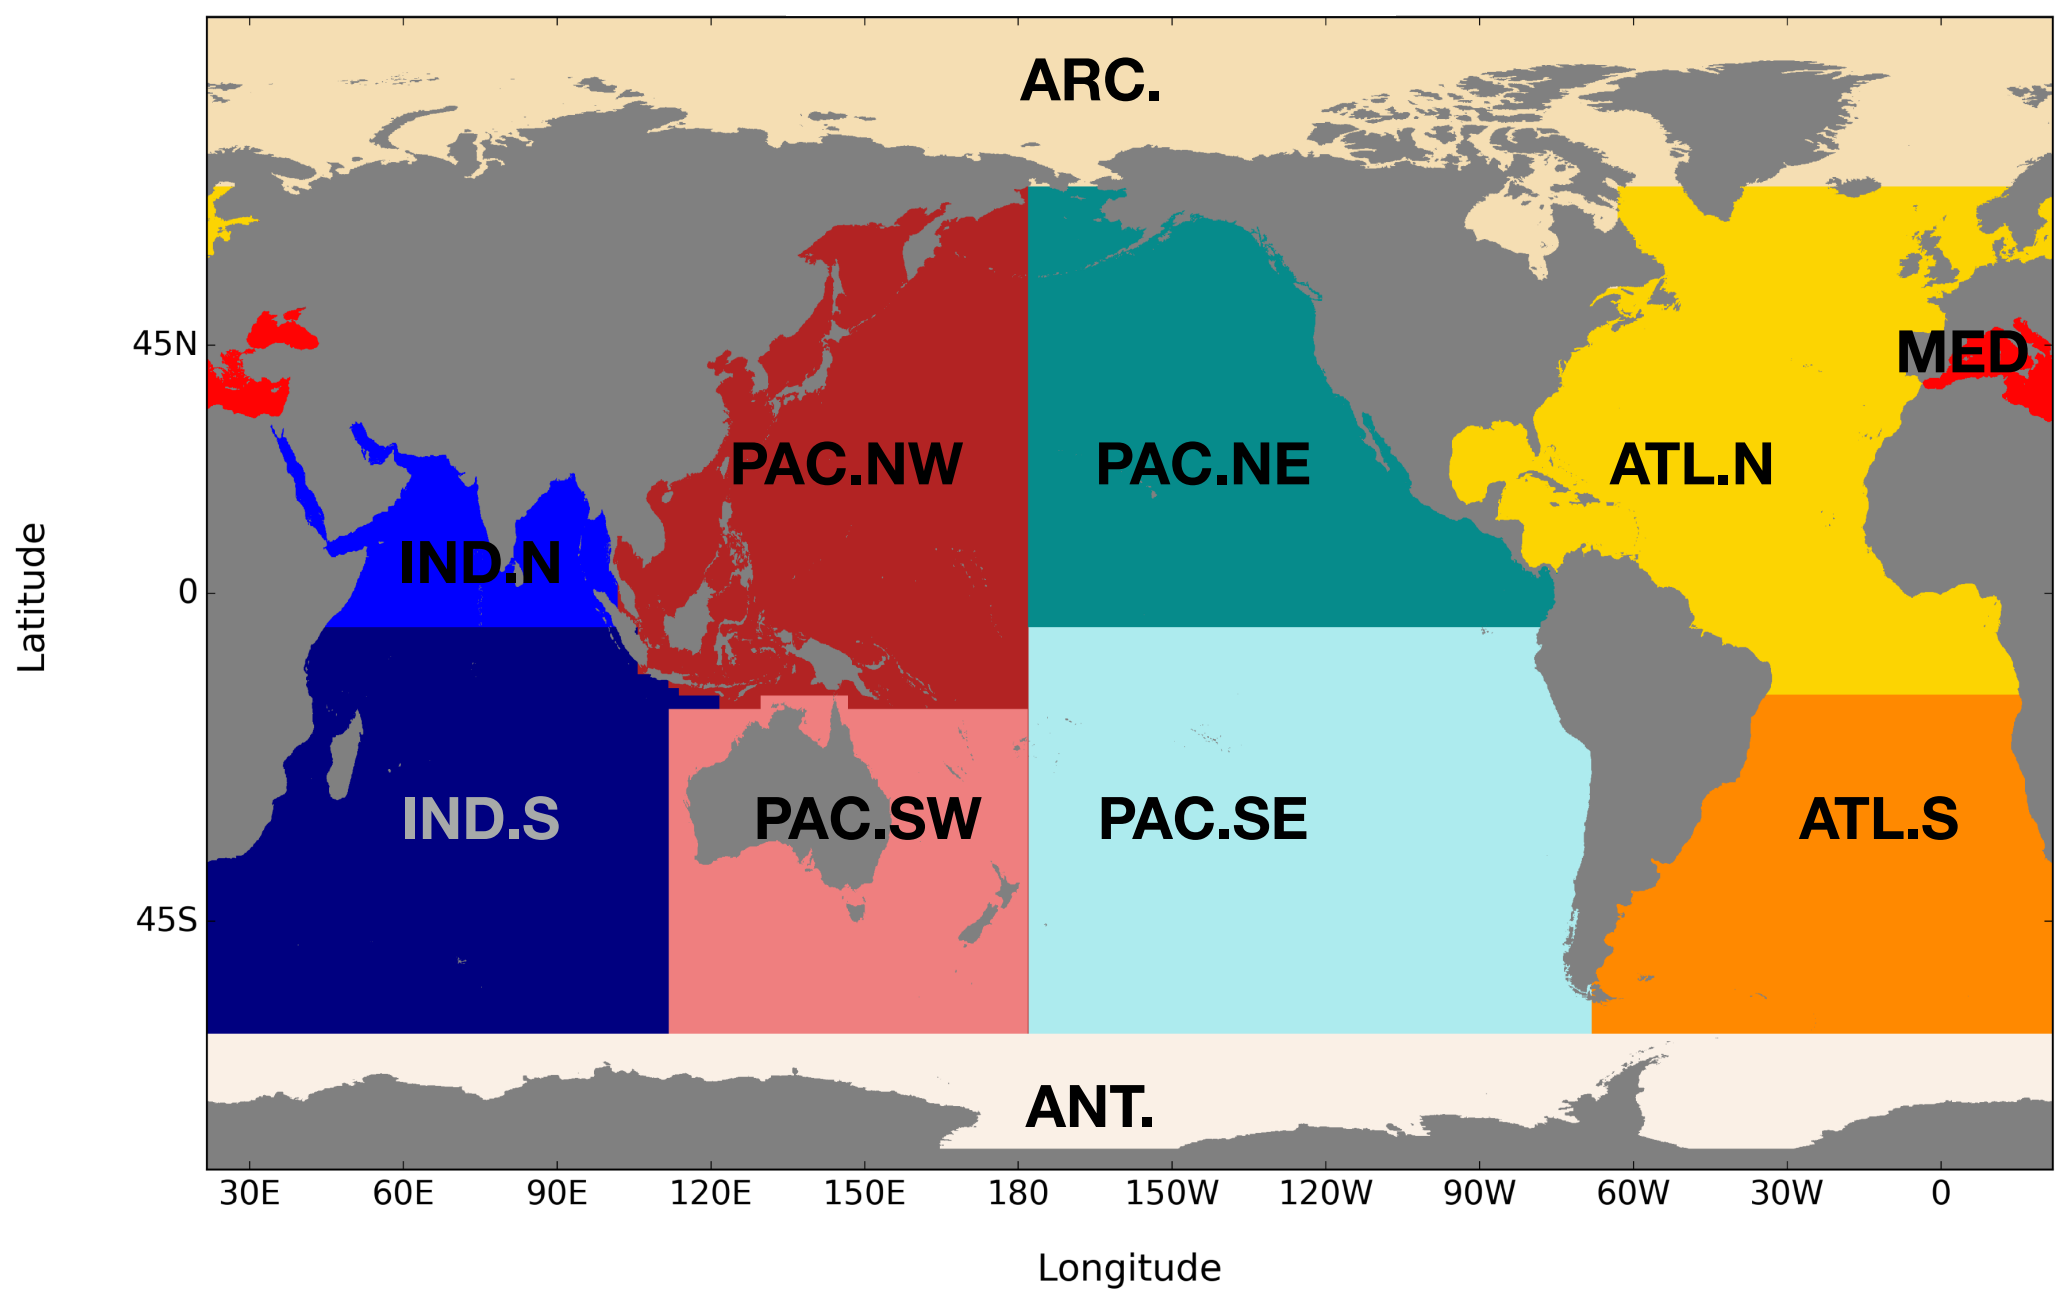 ARC.
45N
MED
PAC.NW
PAC.NE
ATL.N
IND.N
0
Latitude
IND.S
PAC.SW
PAC.SE
ATL.S
45S
ANT.
30E 60E 90E 120E 150E 180 150W 120W 90W 60W 30W 0
Longitude